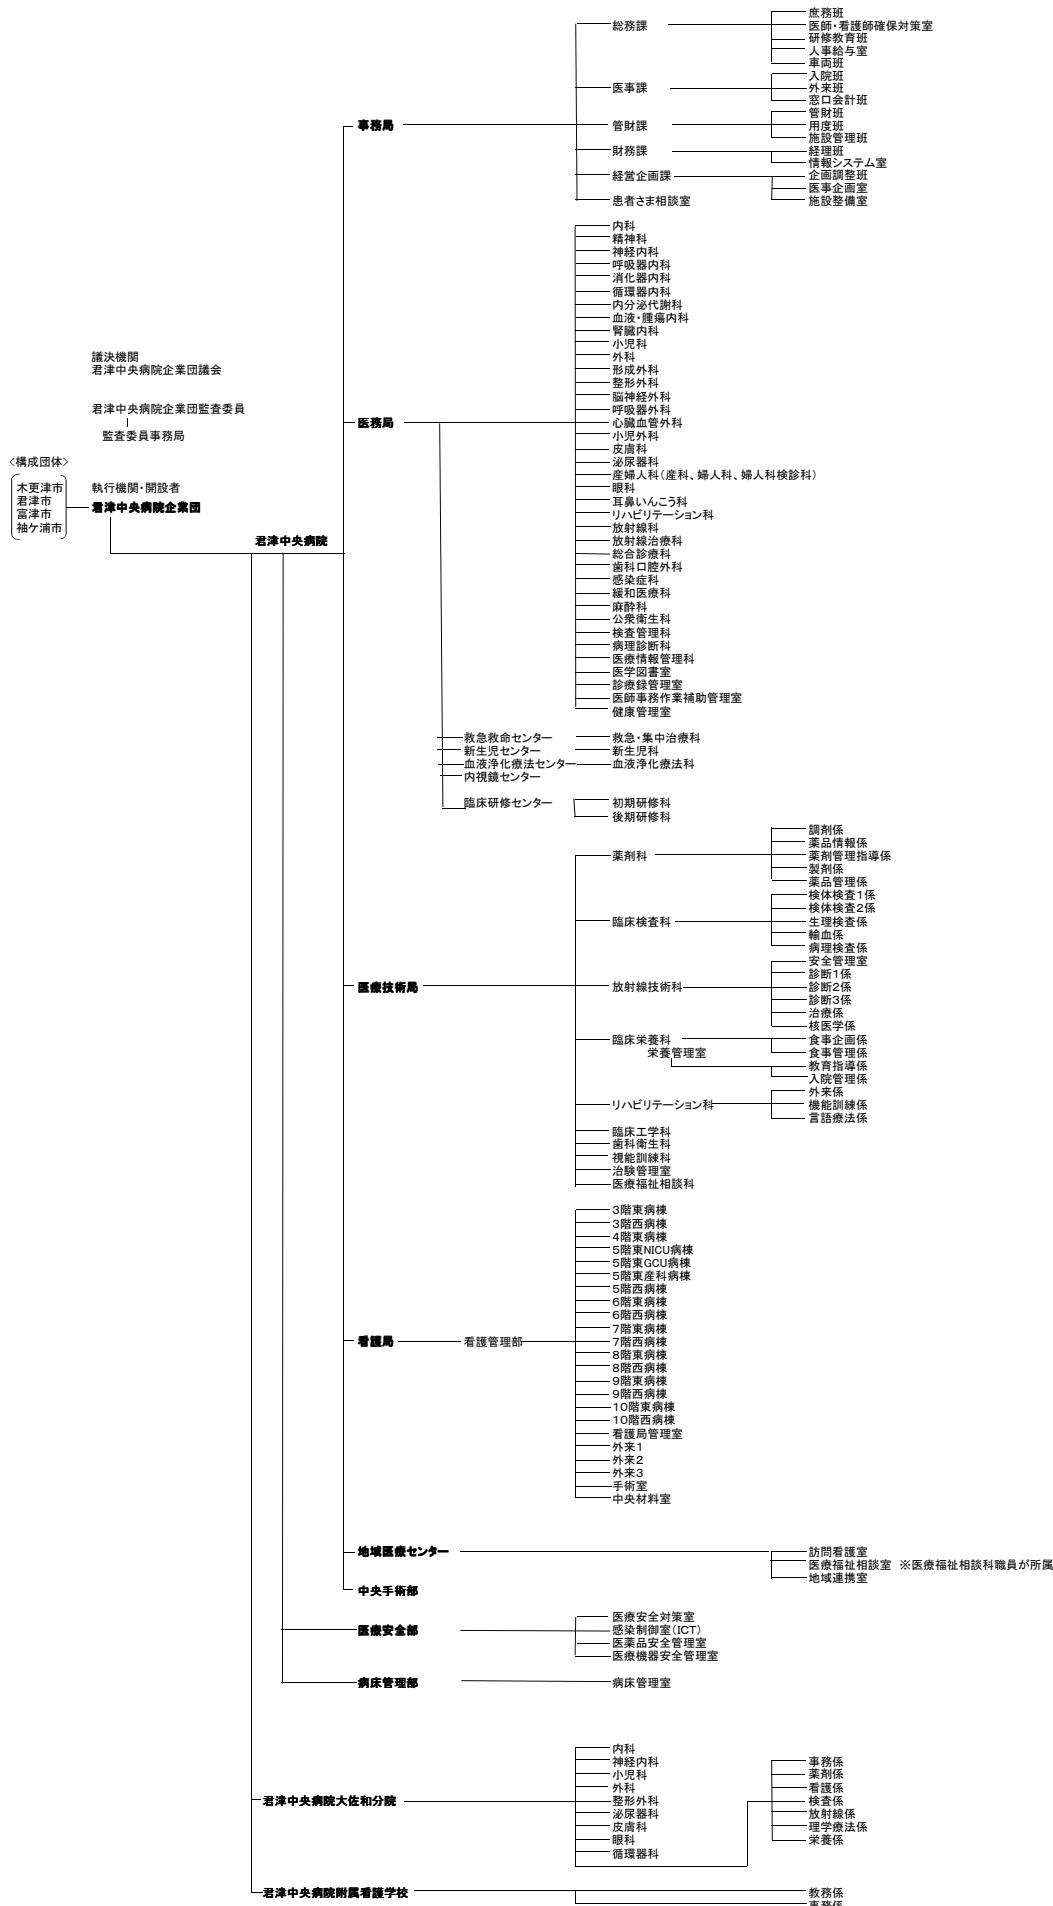 庶務班
総務課
医師・看護師確保対策室
研修教育班
人事給与室
車両班
入院班
医事課
外来班
窓口会計班
管財班
事務局
管財課
用度班
施設管理班
財務課
経理班
情報システム室
経営企画課
企画調整班
医事企画室
患者さま相談室
施設整備室
内科
精神科
神経内科
呼吸器内科
消化器内科
循環器内科
内分泌代謝科
血液・腫瘍内科
腎臓内科
小児科
議決機関
外科
君津中央病院企業団議会
形成外科
整形外科
脳神経外科
君津中央病院企業団監査委員
呼吸器外科
医務局
心臓血管外科
監査委員事務局
小児外科
皮膚科
<構成団体>
泌尿器科
産婦人科(産科、婦人科、婦人科検診科)
木更津市
執行機関・開設者
眼科
君津市
君津中央病院企業団
耳鼻いんこう科
富津市
リハビリテーション科
袖ケ浦市
放射線科
君津中央病院
放射線治療科
総合診療科
歯科口腔外科
感染症科
緩和医療科
麻酔科
公衆衛生科
検査管理科
病理診断科
医療情報管理科
医学図書室
診療録管理室
医師事務作業補助管理室
健康管理室
救急救命センター
救急・集中治療科
新生児センター
新生児科
血液浄化療法センター
血液浄化療法科
内視鏡センター
臨床研修センター
初期研修科
後期研修科
調剤係
薬品情報係
薬剤科
薬剤管理指導係
製剤係
薬品管理係
検体検査1係
検体検査2係
臨床検査科
生理検査係
輸血係
病理検査係
安全管理室
診断1係
医療技術局
放射線技術科
診断2係
診断3係
治療係
核医学係
臨床栄養科
食事企画係
栄養管理室
食事管理係
教育指導係
入院管理係
外来係
リハビリテーション科
機能訓練係
言語療法係
臨床工学科
歯科衛生科
視能訓練科
治験管理室
医療福祉相談科
3階東病棟
3階西病棟
4階東病棟
5階東NICU病棟
5階東GCU病棟
5階東産科病棟
5階西病棟
6階東病棟
6階西病棟
7階東病棟
看護局
看護管理部
7階西病棟
8階東病棟
8階西病棟
9階東病棟
9階西病棟
10階東病棟
10階西病棟
看護局管理室
外来1
外来2
外来3
手術室
中央材料室
地域医療センター
訪問看護室
医療福祉相談室 ※医療福祉相談科職員が所属
地域連携室
中央手術部
医療安全対策室
医療安全部
感染制御室(ICT)
医薬品安全管理室
医療機器安全管理室
病床管理部
病床管理室
内科
神経内科
事務係
小児科
薬剤係
外科
看護係
君津中央病院大佐和分院
整形外科
検査係
泌尿器科
放射線係
皮膚科
理学療法係
眼科
栄養係
循環器科
君津中央病院附属看護学校
教務係
事務係